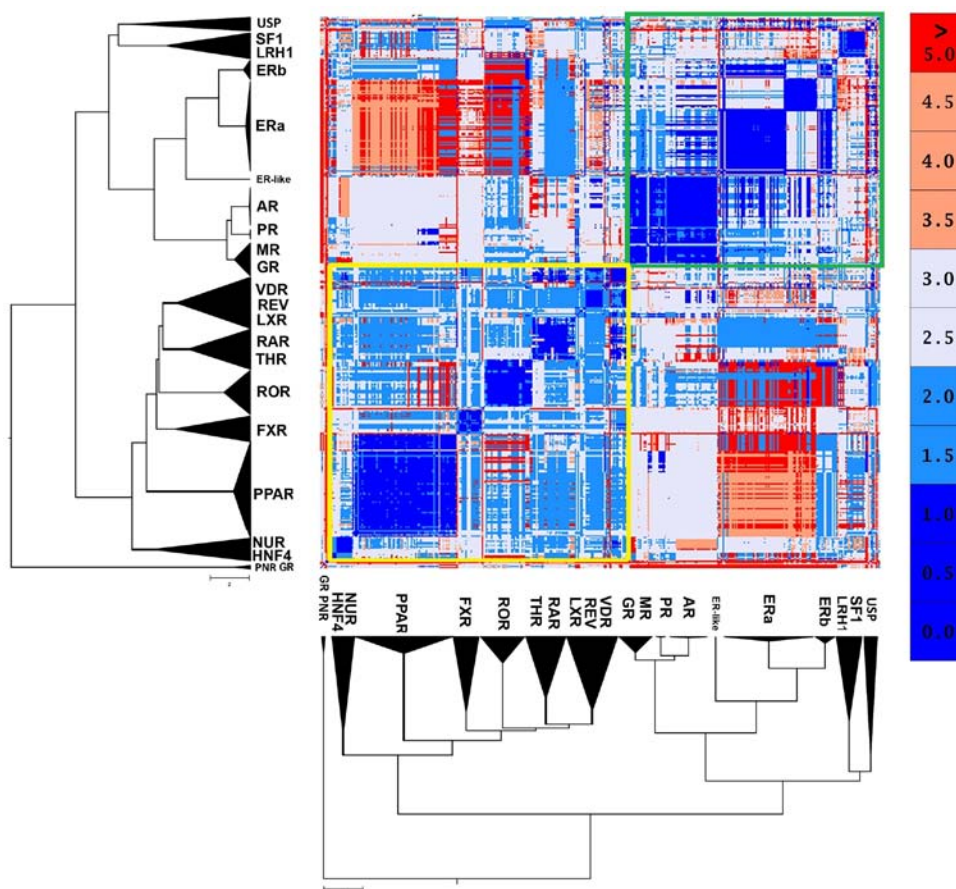 USP
SF1
LRH1
ERb
ERa
ER-like
AR
PR
MR
GR
VDR
REV
LXR
RAR
THR
ROR
FXR
PPAR
NUR
HNF4
PNR GR
2
>
5.0
4.5
4.0
3.5
3.0
2.5
2.0
1.5
1.0
0.5
0.0
GR PNR
HNF4
NUR
PPAR
FXR
ROR
THR
RAR
LXR
REV
VDR
GR
MR
PR
AR
ER-like
ERa
ERb
LRH1
SF1
USP